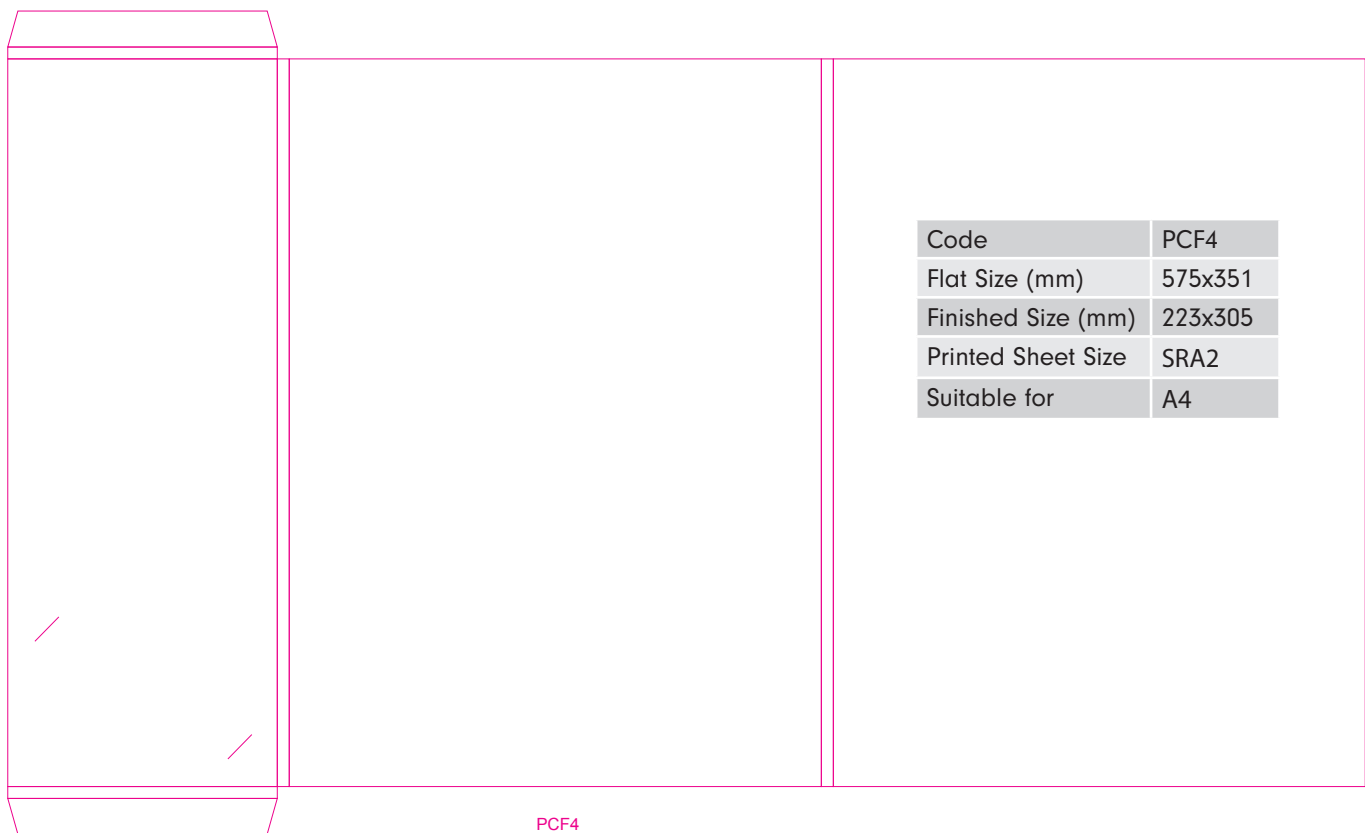 Code PCF4
Flat Size (mm) 575x351
Finished Size (mm) 223x305
Printed Sheet Size SRA2
Suitable for A4
PCF4